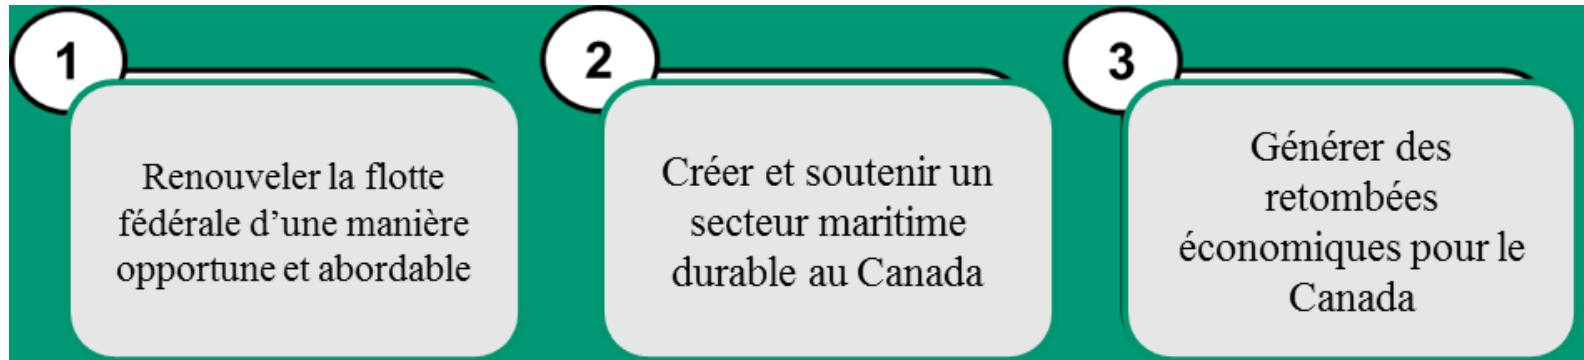 1
Renouveler la flotte
fédérale d’une manière
opportune et abordable
2
Créer et soutenir un
secteur maritime
durable au Canada
3
Générer des
retombées
économiques pour le
Canada